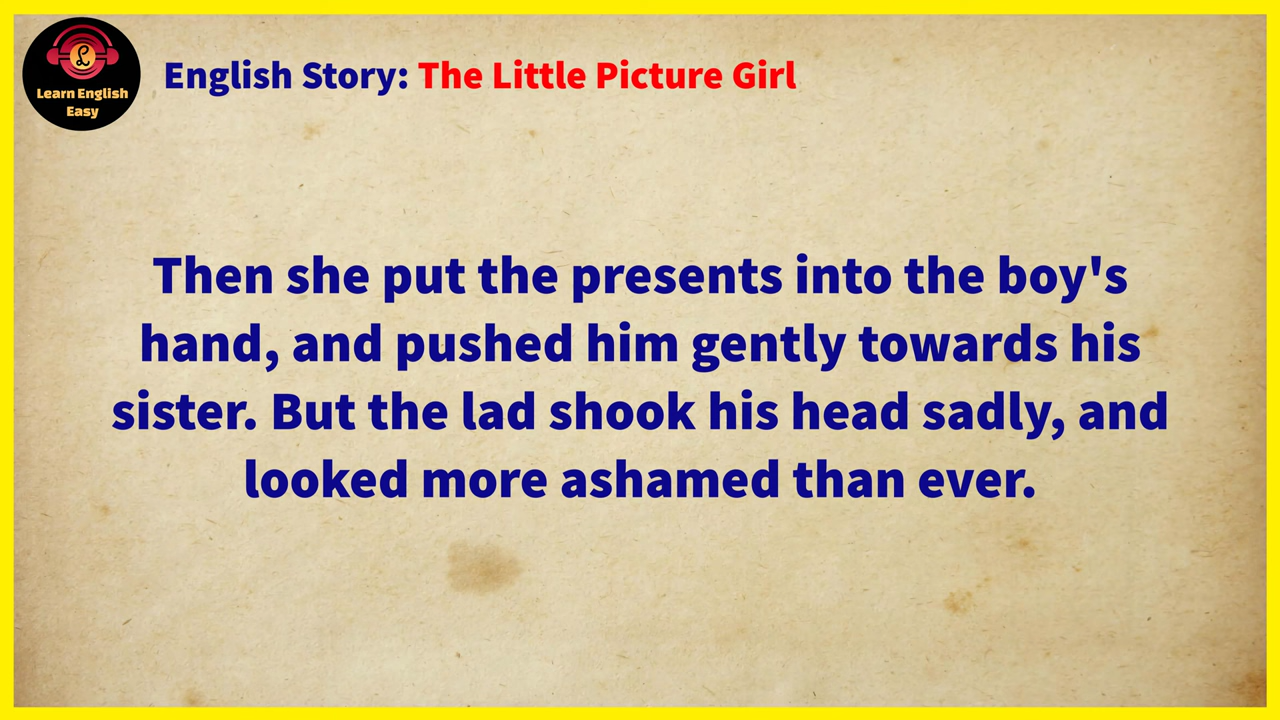 Learn English
Easy
English Story: The Little Picture Girl
Then she put the presents into the boy's
hand, and pushed him gently towards his
sister. But the lad shook his head sadly, and
looked more ashamed than ever.